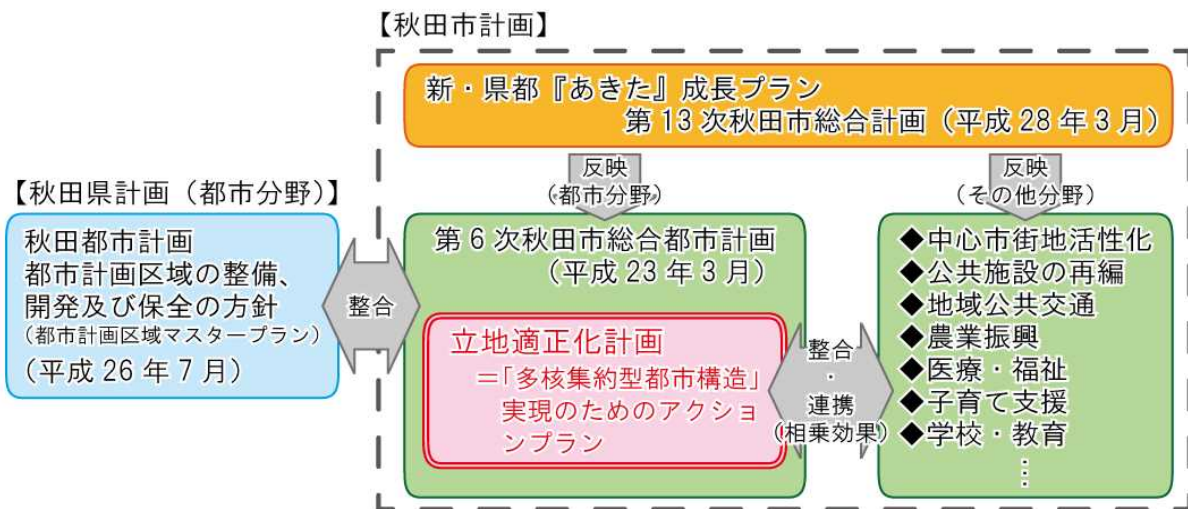 【秋田市計画】
新・県都『あきた』成長プラン
第13次秋田市総合計画（平成28年3月）
反映
（都市分野）
反映
（その他分野）
【秋田県計画（都市分野）】
秋田都市計画
都市計画区域の整備、
開発及び保全の方針
（都市計画区域マスタープラン）
（平成26年7月）
整合
第6次秋田市総合都市計画
（平成23年3月）
立地適正化計画
＝「多核集約型都市構造」
実現のためのアクショ
ンプラン
整合
・
連携
（相乗効果）
◆中心市街地活性化
◆公共施設の再編
◆地域公共交通
◆農業振興
◆医療・福祉
◆子育て支援
◆学校・教育
⋮